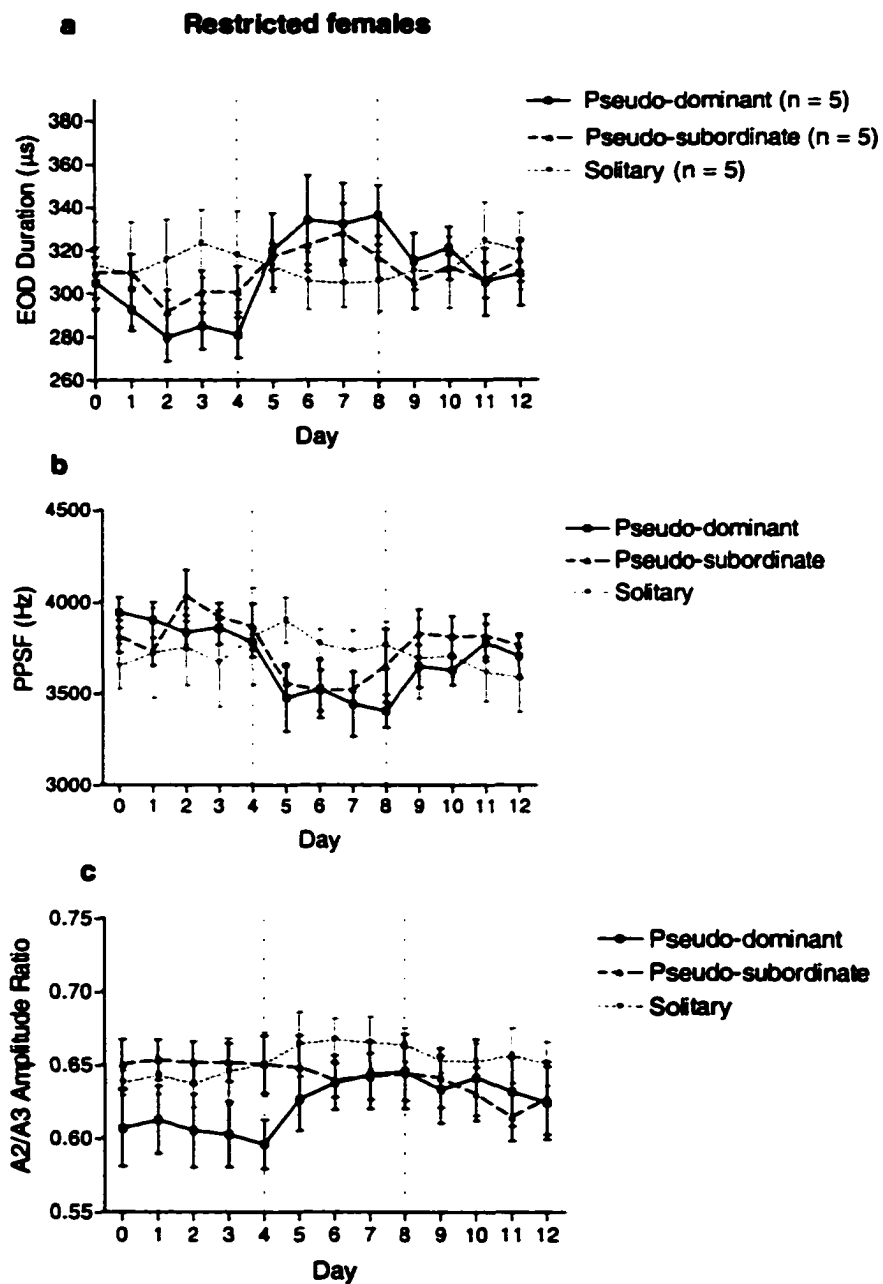 a Restricted females
Pseudo-dominant (n = 5)
Pseudo-subordinate (n = 5)
Solitary (n = 5)
EOD Duration (µs)
380
360
340
320
300
280
260
0 1 2 3 4 5 6 7 8 9 10 11 12
Day
b
Pseudo-dominant
Pseudo-subordinate
Solitary
PPSF (Hz)
4500
4000
3500
3000
0 1 2 3 4 5 6 7 8 9 10 11 12
Day
c
Pseudo-dominant
Pseudo-subordinate
Solitary
A2/A3 Amplitude Ratio
0.75
0.70
0.65
0.60
0.55
0 1 2 3 4 5 6 7 8 9 10 11 12
Day